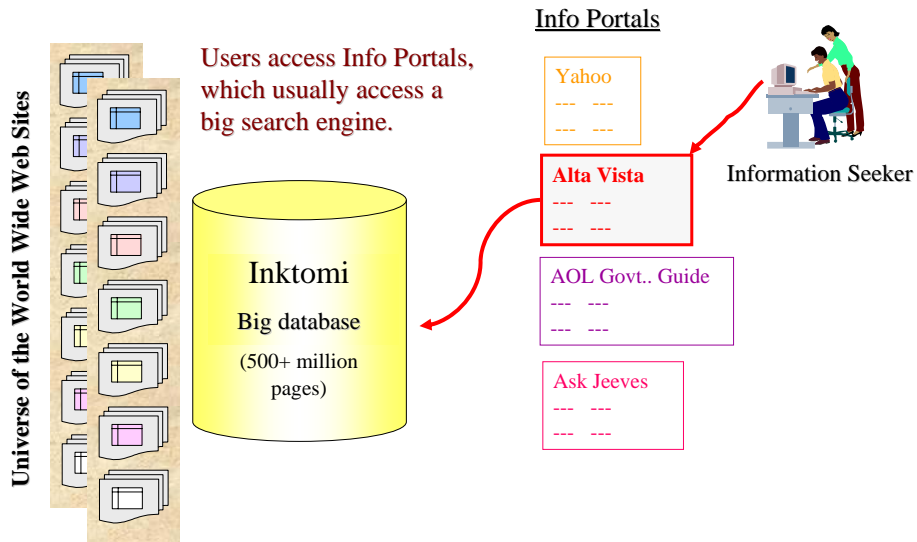 Universe of the World Wide Web Sites
Users access Info Portals,
which usually access a
big search engine.
Inktomi
Big database
(500+ million
pages)
Info Portals
Yahoo
--- ---
--- ---
Alta Vista
--- ---
--- ---
AOL Govt.. Guide
--- ---
--- ---
Ask Jeeves
--- ---
--- ---
Information Seeker